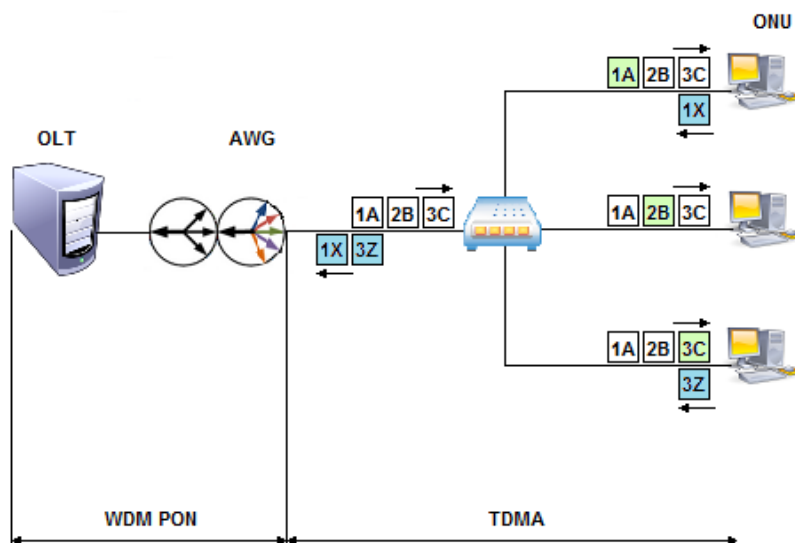 ONU
1A 2B 3C
1X
OLT
AWG
1A 2B 3C
1X 3Z
1A 2B 3C
1A 2B 3C
3Z
WDM PON
TDMA